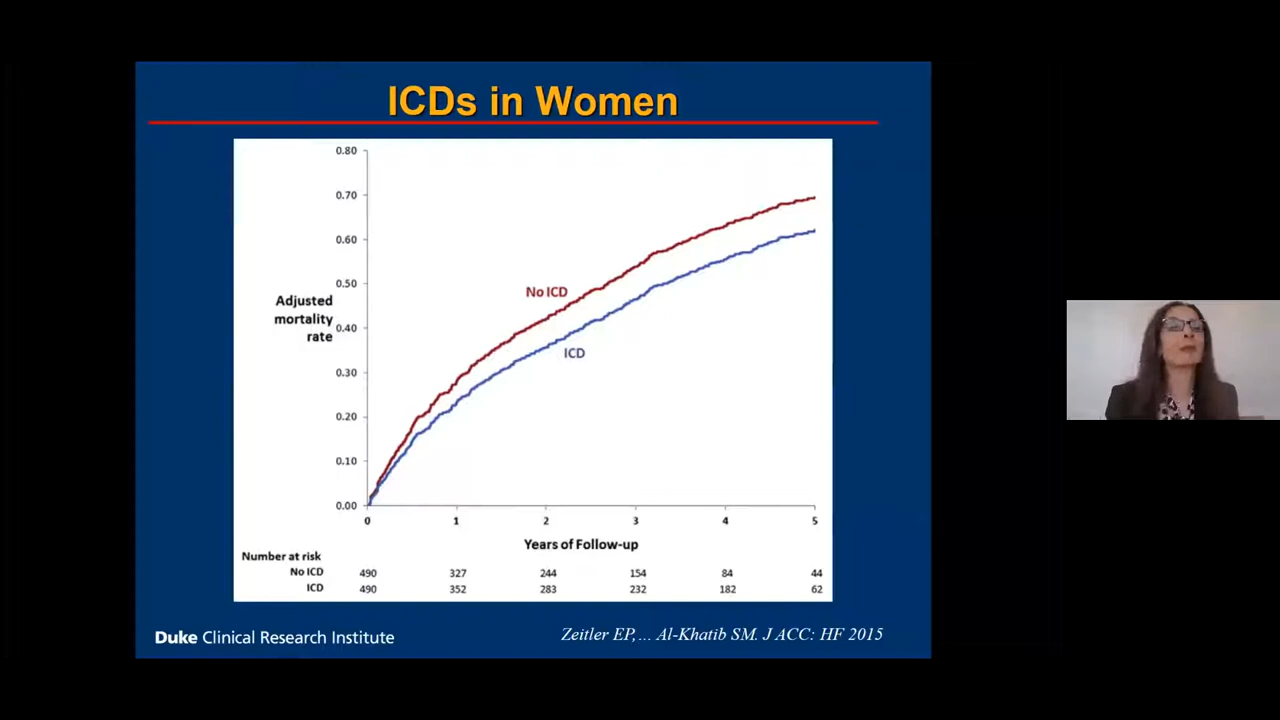 ICDs in Women
0.80
0.70
0.60
0.50
0.40
0.30
0.20
0.10
0.00
Adjusted
mortality
rate
No ICD
ICD
0 1 2 3 4 5
Years of Follow-up
Number at risk
No ICD 490 327 244 154 84 44
ICD 490 352 283 232 182 62
Duke Clinical Research Institute
Zeitler EP,... Al-Khatib SM. J ACC: HF 2015